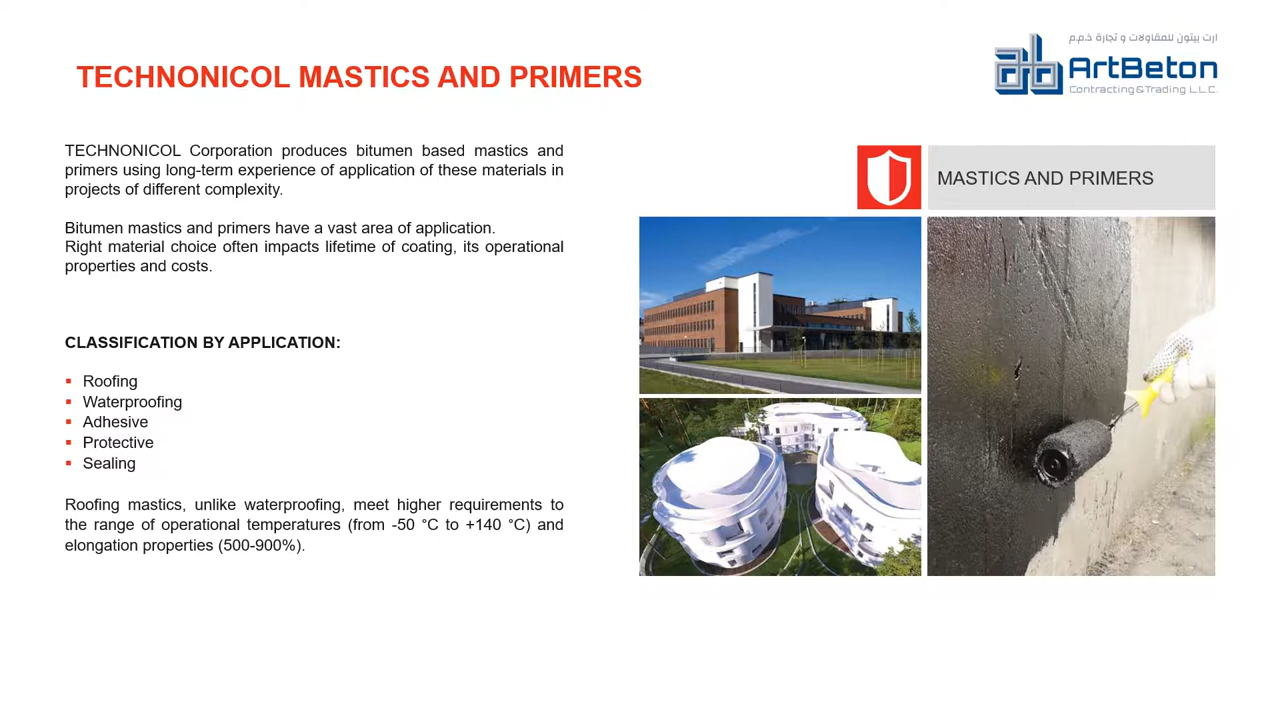 TECHNONICOL MASTICS AND PRIMERS
ارت بيتون للمقاولات و تجارة ذ.م.م
ArtBeton
Contracting & Trading L.L.C.
TECHNONICOL Corporation produces bitumen based mastics and
primers using long-term experience of application of these materials in
projects of different complexity.
Bitumen mastics and primers have a vast area of application.
Right material choice often impacts lifetime of coating, its operational
properties and costs.
CLASSIFICATION BY APPLICATION:
Roofing
Waterproofing
Adhesive
Protective
Sealing
Roofing mastics, unlike waterproofing, meet higher requirements to
the range of operational temperatures (from -50 °C to +140 °C) and
elongation properties (500-900%).
MASTICS AND PRIMERS